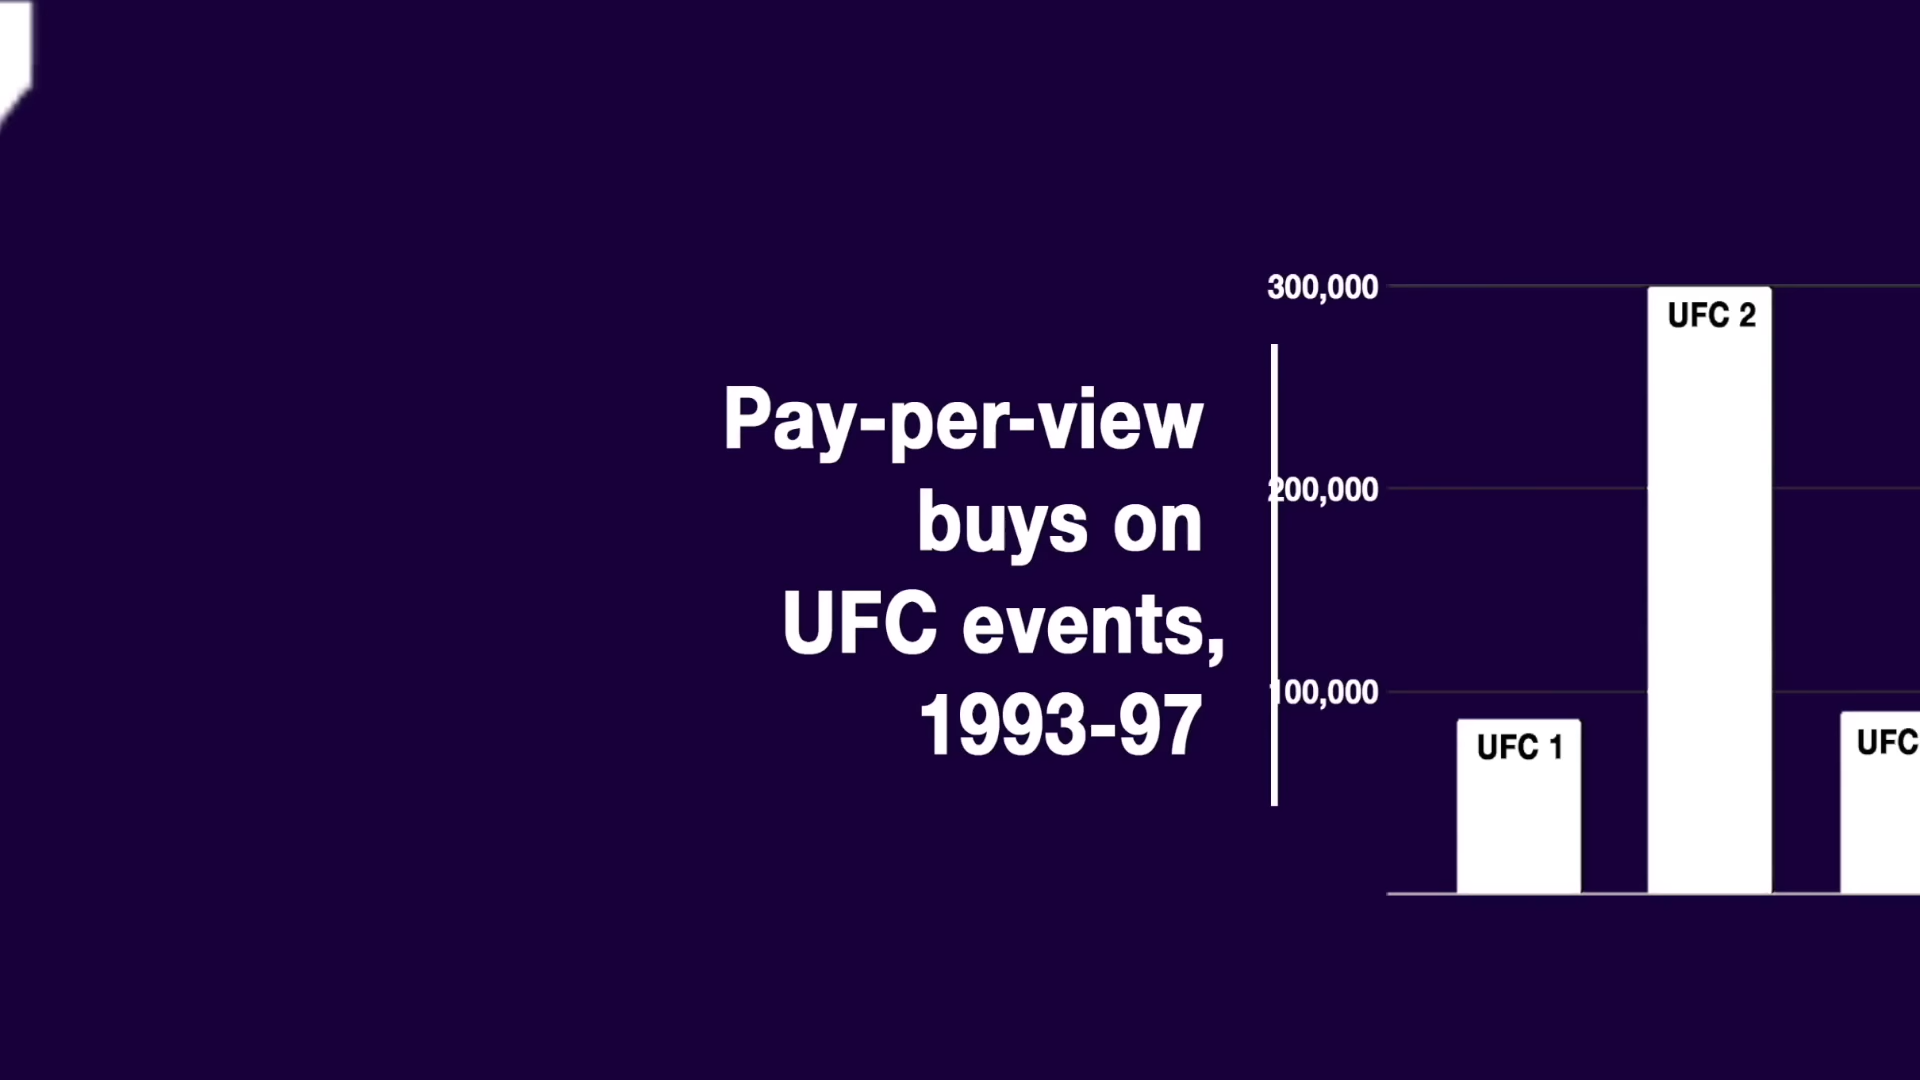 Pay-per-view
buys on
UFC events,
1993-97
300,000
200,000
100,000
UFC 1
UFC 2
UFC